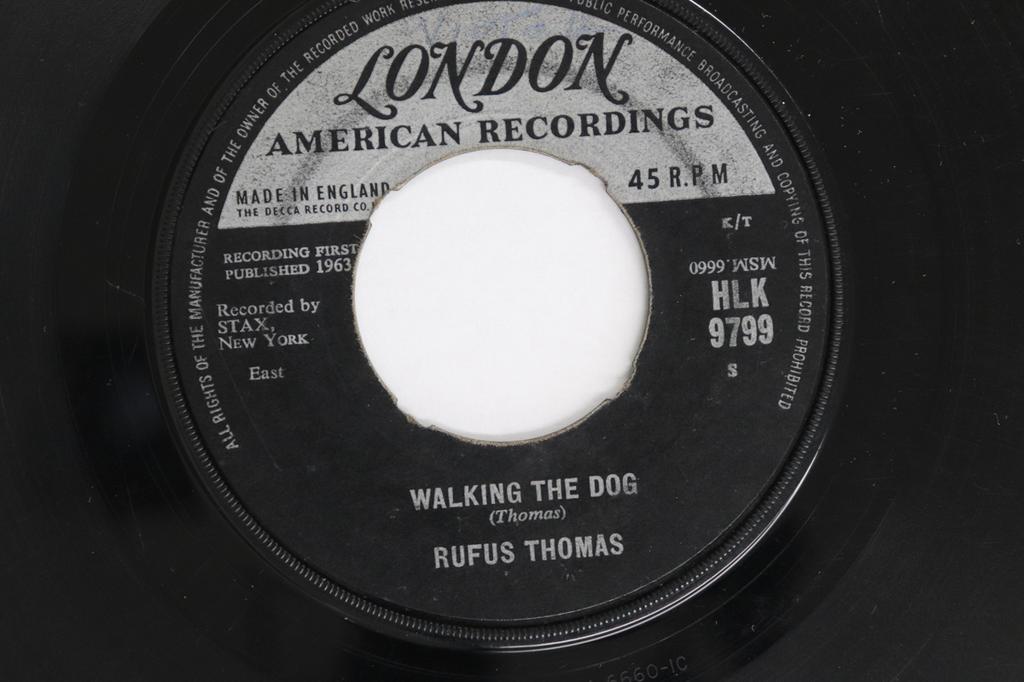 ALL RIGHTS OF THE MANUFACTURER AND OF THE OWNER OF THE RECORDED WORK
PUBLIC PERFORMANCE BROADCASTING AND COPYING OF THIS RECORD PROHIBITED
LONDON
AMERICAN RECORDINGS
MADE IN ENGLAND
THE DECCA RECORD CO.
45 R.P.M
RECORDING FIRST
PUBLISHED 1963
Recorded by
STAX,
NEW YORK
East
K/T
MSM.6660
HLK
9799
S
WALKING THE DOG
(Thomas)
RUFUS THOMAS
6660-1C